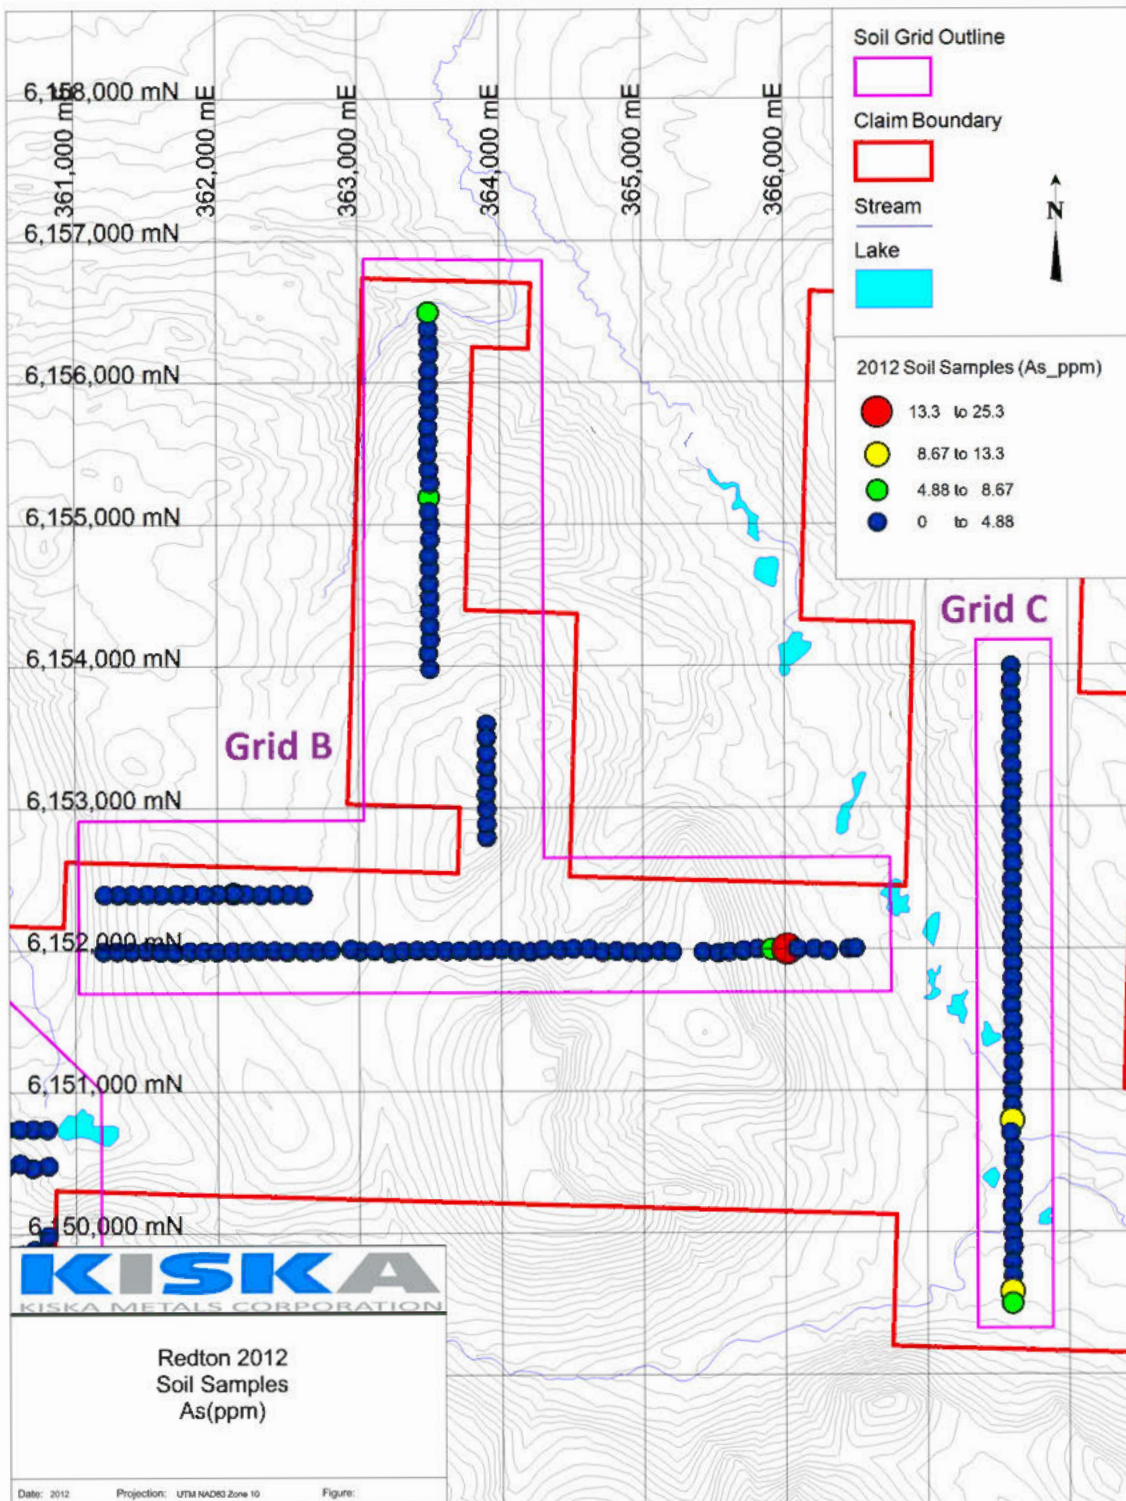 Soil Grid Outline
Claim Boundary
Stream
Lake
N
2012 Soil Samples (As_ppm)
13.3 to 25.3
8.67 to 13.3
4.88 to 8.67
0 to 4.88
361,000 mE
362,000 mE
363,000 mE
364,000 mE
365,000 mE
366,000 mE
6,158,000 mN
6,157,000 mN
6,156,000 mN
6,155,000 mN
6,154,000 mN
6,153,000 mN
6,152,000 mN
6,151,000 mN
6,150,000 mN
Grid C
Grid B
KISKA
KISKA METALS CORPORATION
Redton 2012
Soil Samples
As(ppm)
Date: 2012 Projection: UTM NAD83 Zone 10 Figure: